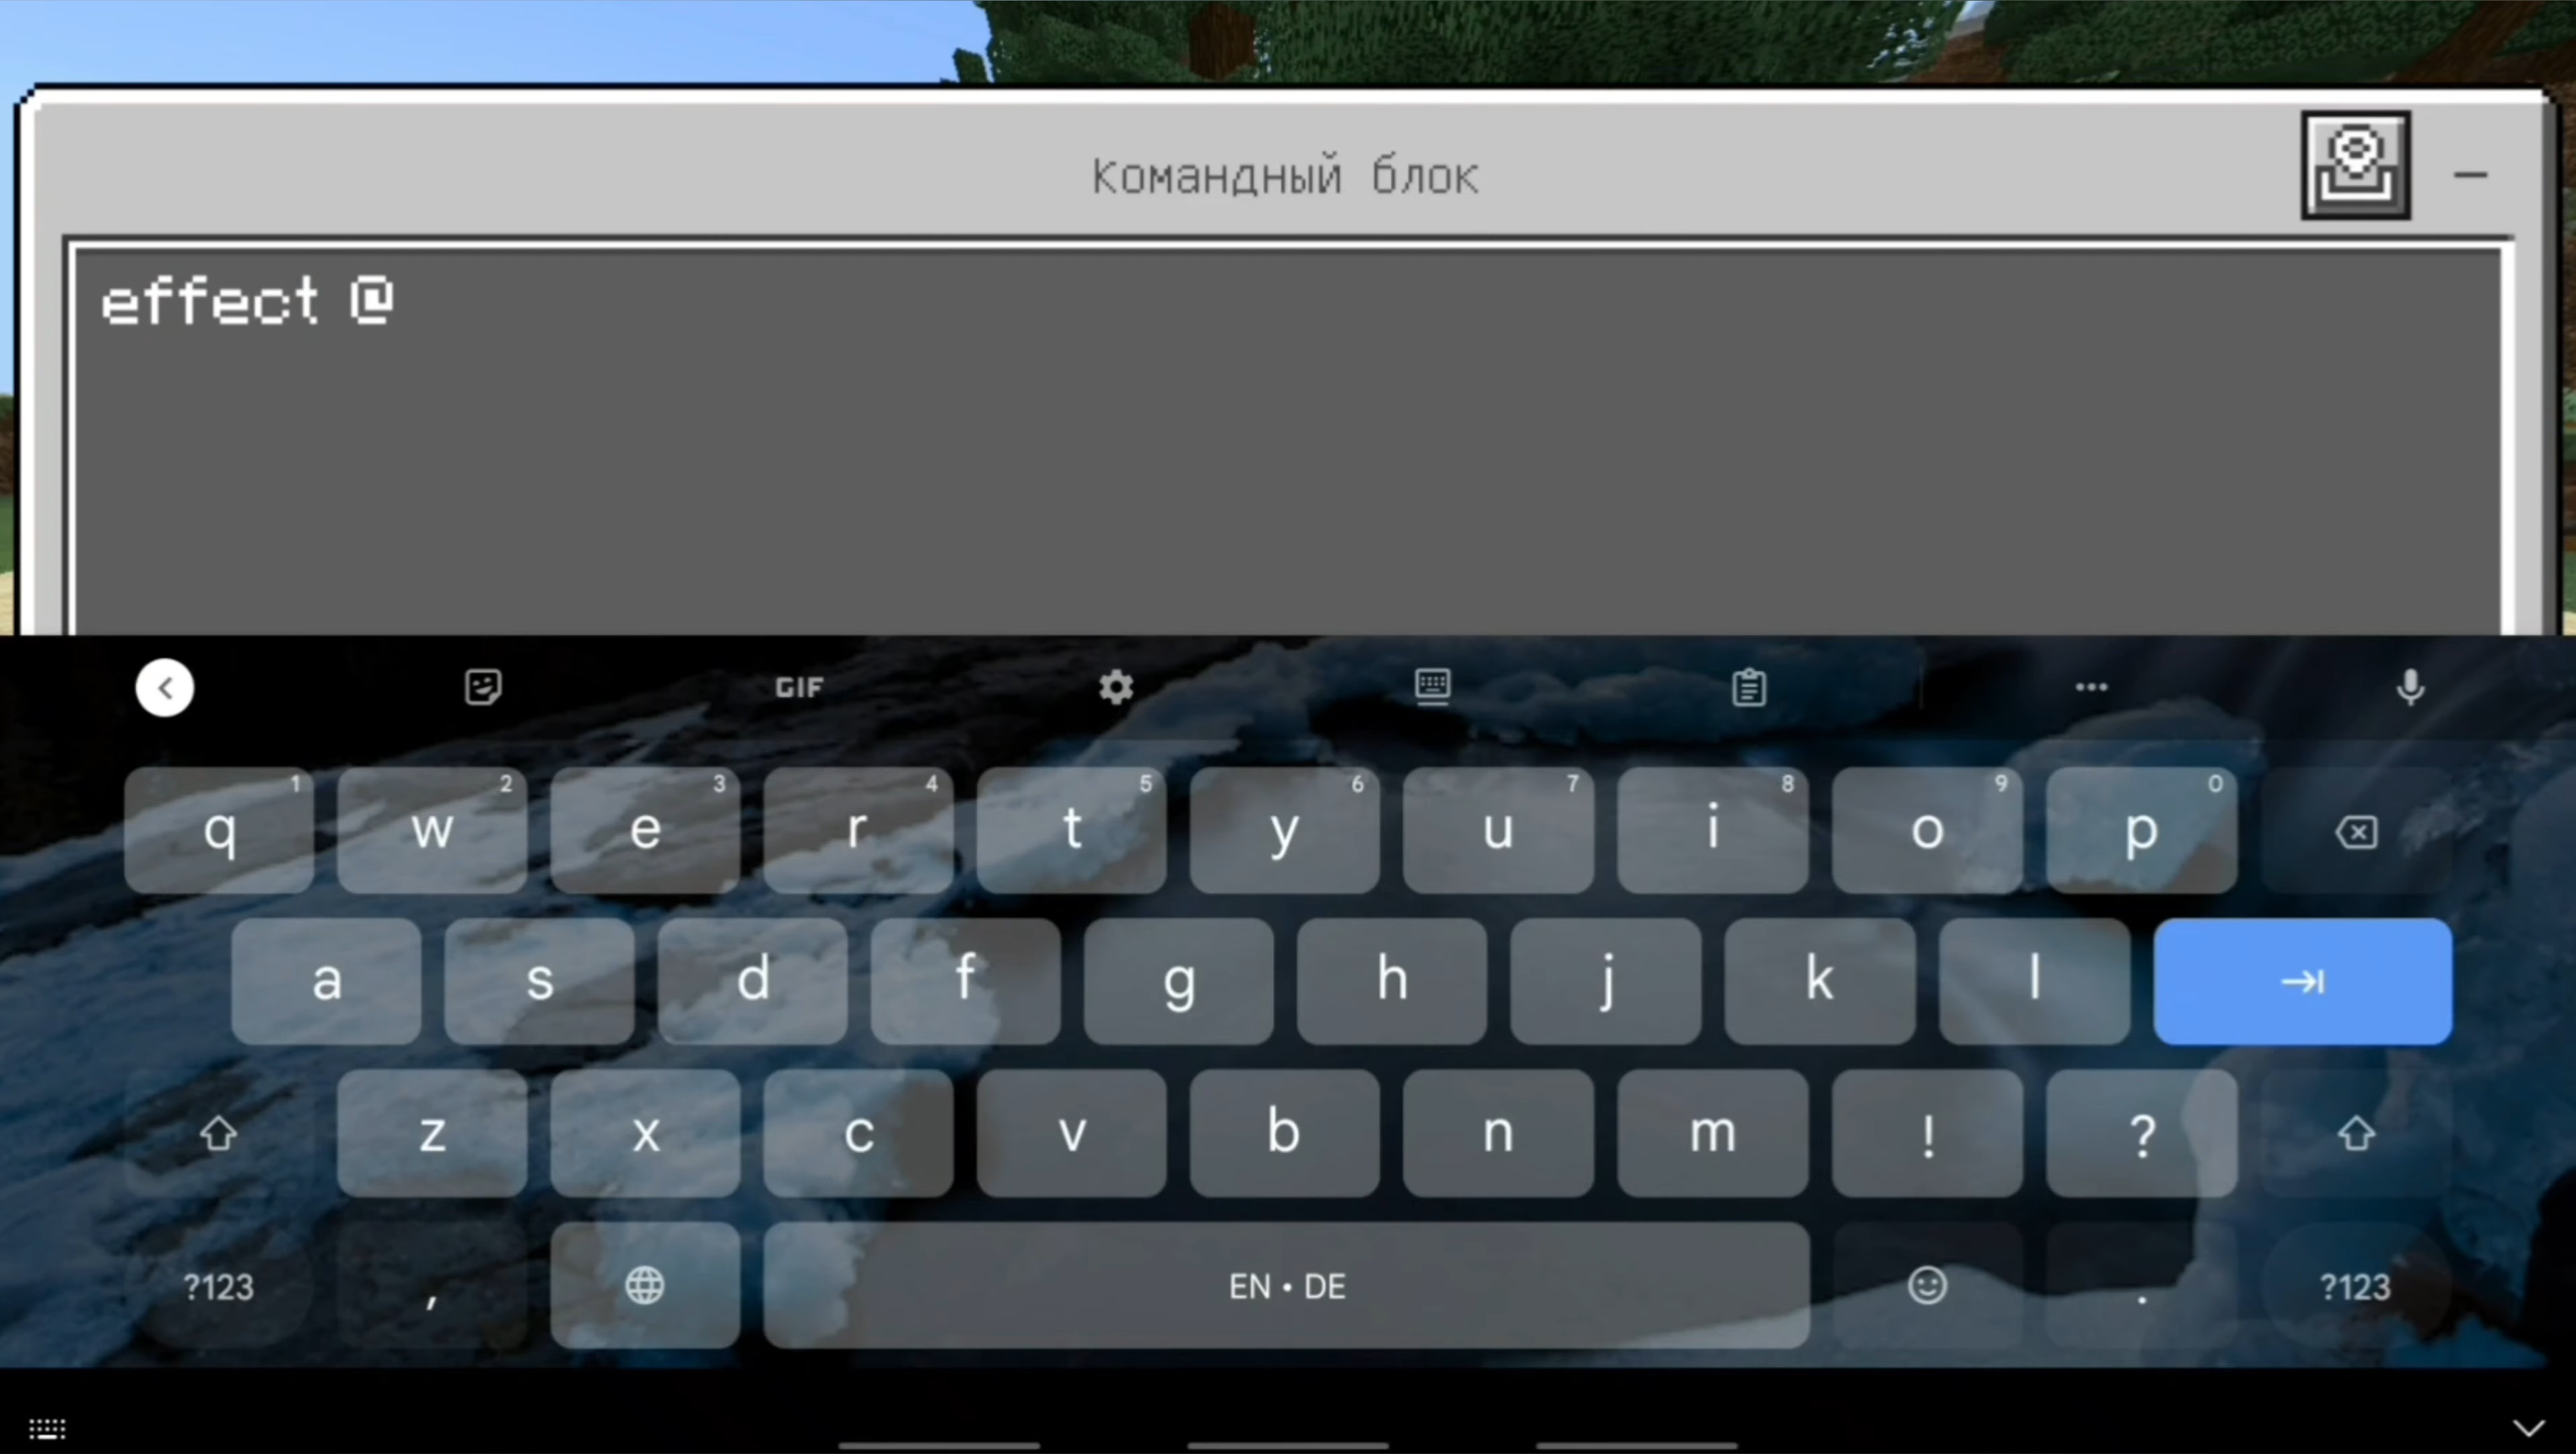 Командный блок
effect @
GIF
1 2 3 4 5 6 7 8 9 0
q w e r t y u i o p
a s d f g h j k l
z x c v b n m ! ?
?123 , EN • DE . ?123